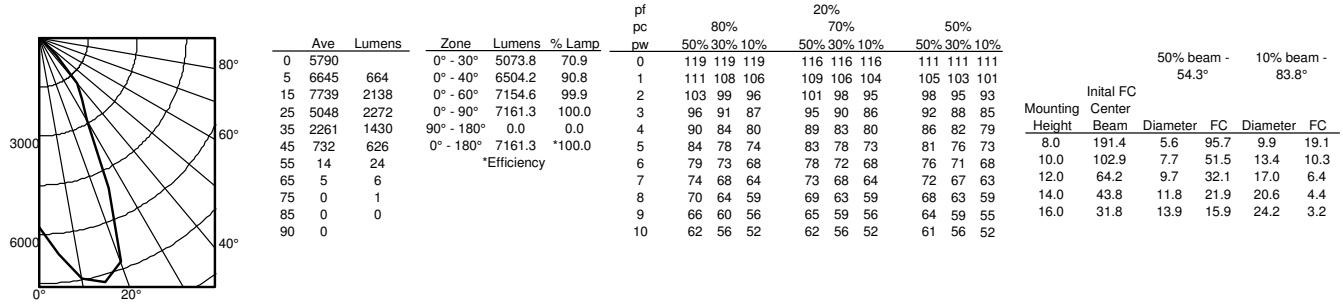 80°
60°
40°
20°
0°
3000
6000
Ave Lumens
0 5790
5 6645 664
15 7739 2138
25 5048 2272
35 2261 1430
45 732 626
55 14 24
65 5 6
75 0 1
85 0 0
90 0
Zone Lumens % Lamp
0° - 30° 5073.8 70.9
0° - 40° 6504.2 90.8
0° - 60° 7154.6 99.9
0° - 90° 7161.3 100.0
90° - 180° 0.0 0.0
0° - 180° 7161.3 *100.0
*Efficiency
pf 20%
pc 80% 70% 50%
pw 50% 30% 10% 50% 30% 10% 50% 30% 10%
0 119 119 119 116 116 116 111 111 111
1 111 108 106 109 106 104 105 103 101
2 103 99 96 101 98 95 98 95 93
3 96 91 87 95 90 86 92 88 85
4 90 84 80 89 83 80 86 82 79
5 84 78 74 83 78 73 81 76 73
6 79 73 68 78 72 68 76 71 68
7 74 68 64 73 68 64 72 67 63
8 70 64 59 69 63 59 68 63 59
9 66 60 56 65 59 56 64 59 55
10 62 56 52 62 56 52 61 56 52
50% beam - 10% beam -
54.3° 83.8°
Inital FC
Mounting Center
Height Beam Diameter FC Diameter FC
8.0 191.4 5.6 95.7 9.9 19.1
10.0 102.9 7.7 51.5 13.4 10.3
12.0 64.2 9.7 32.1 17.0 6.4
14.0 43.8 11.8 21.9 20.6 4.4
16.0 31.8 13.9 15.9 24.2 3.2